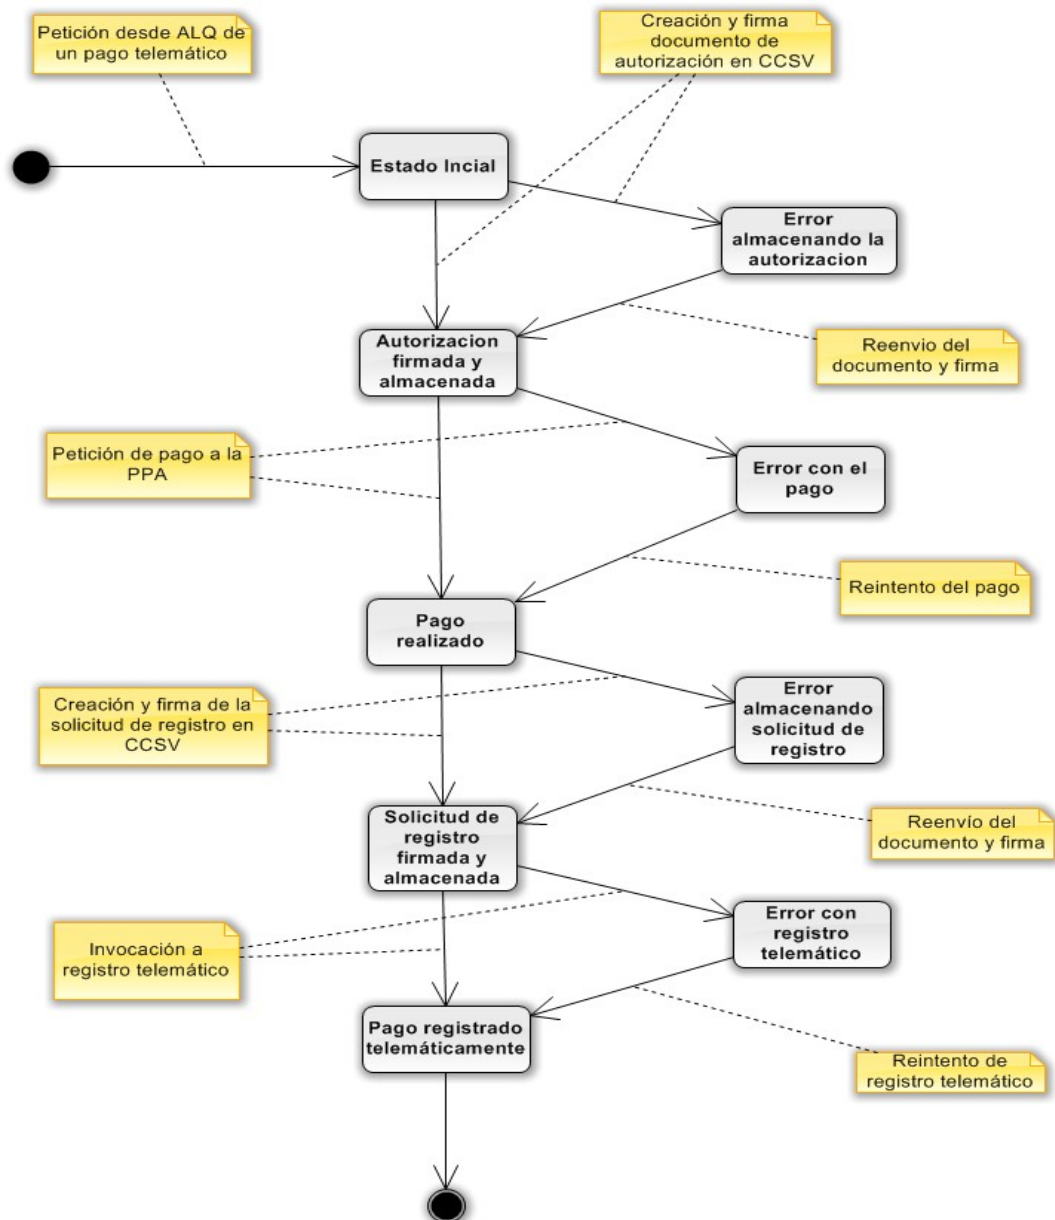 Petición desde ALQ de
un pago telemático
Creación y firma
documento de
autorización en CCSV
Estado Incial
Error
almacenando la
autorizacion
Autorizacion
firmada y
almacenada
Reenvio del
documento y firma
Petición de pago a la
PPA
Error con el
pago
Reintento del pago
Pago
realizado
Creación y firma de la
solicitud de registro en
CCSV
Error
almacenando
solicitud de
registro
Solicitud de
registro
firmada y
almacenada
Reenvío del
documento y firma
Invocación a
registro telemático
Error con
registro
telemático
Pago registrado
telemáticamente
Reintento de
registro telemático